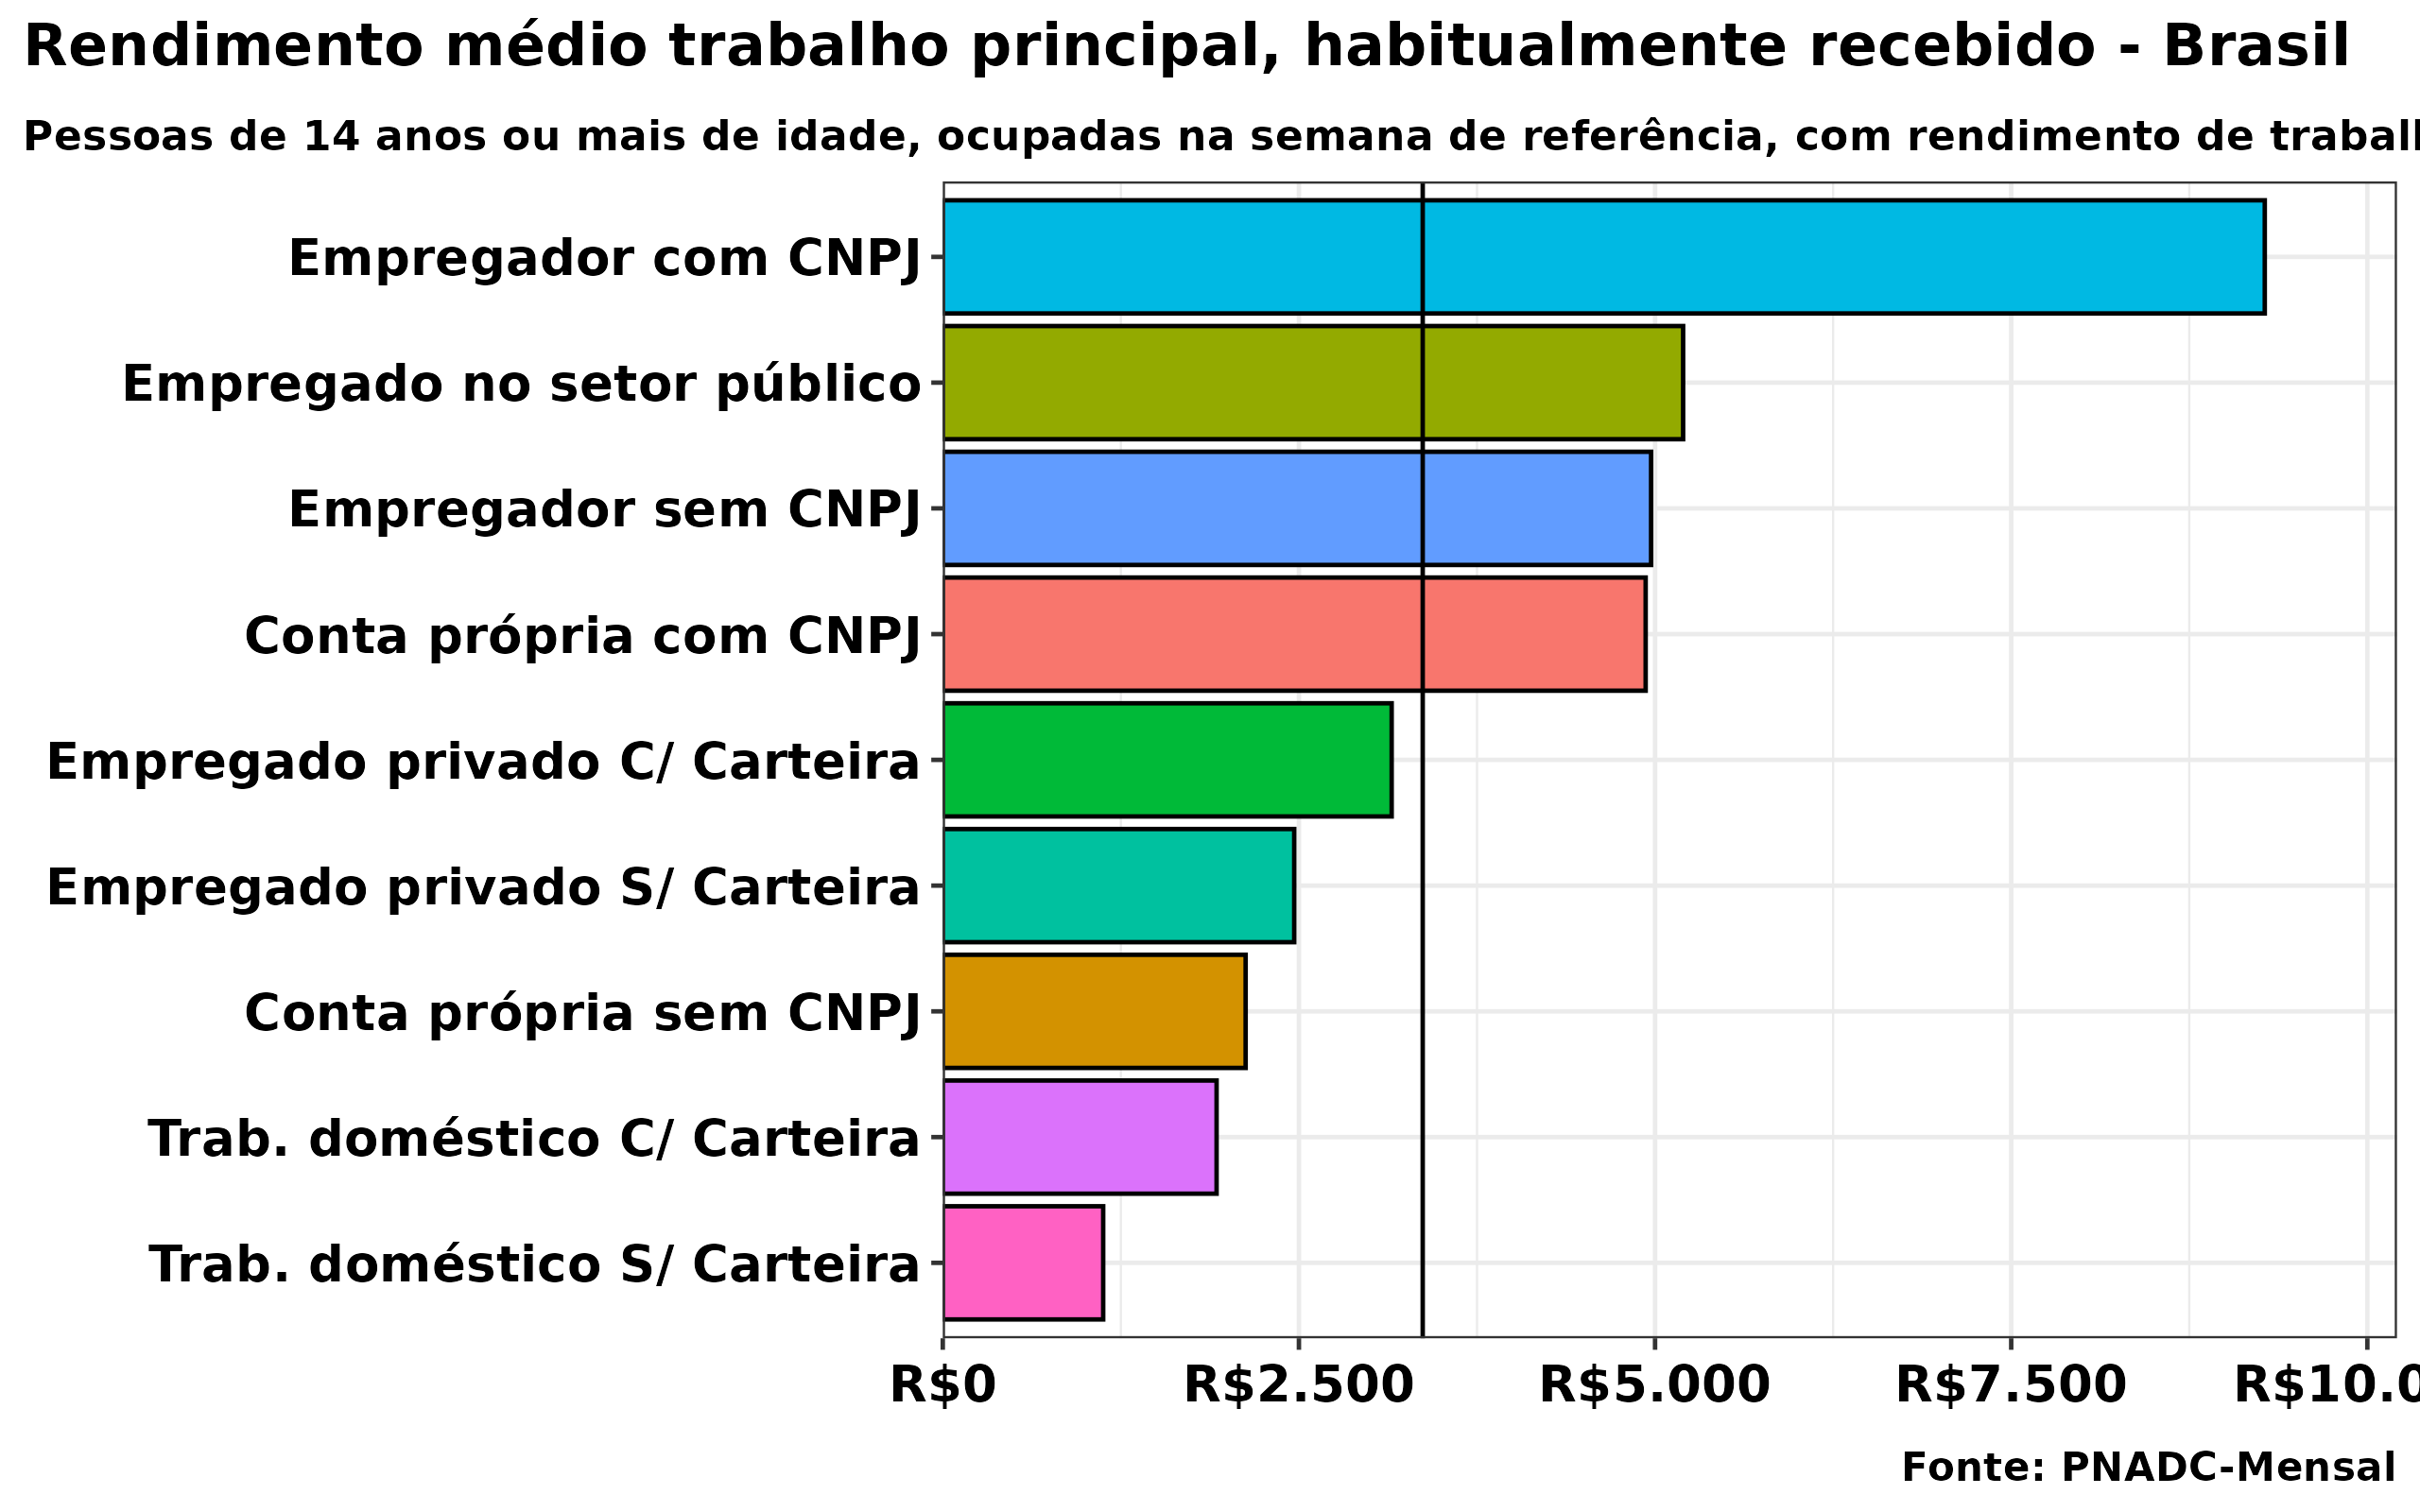 Rendimento médio trabalho principal, habitualmente recebido - Brasil
Pessoas de 14 anos ou mais de idade, ocupadas na semana de referência, com rendimento de
Empregador com CNPJ
Empregado no setor público
Empregador sem CNPJ
Conta própria com CNPJ
Empregado privado C/ Carteira
Empregado privado S/ Carteira
Conta própria sem CNPJ
Trab. doméstico C/ Carteira
Trab. doméstico S/ Carteira
R$0 R$2.500 R$5.000 R$7.500
Fonte: PNADC-Mensal